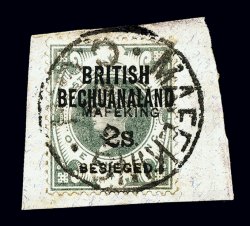 BRITISH
BECHUANALAND
MAFEKING
2s.
BESIEGED.